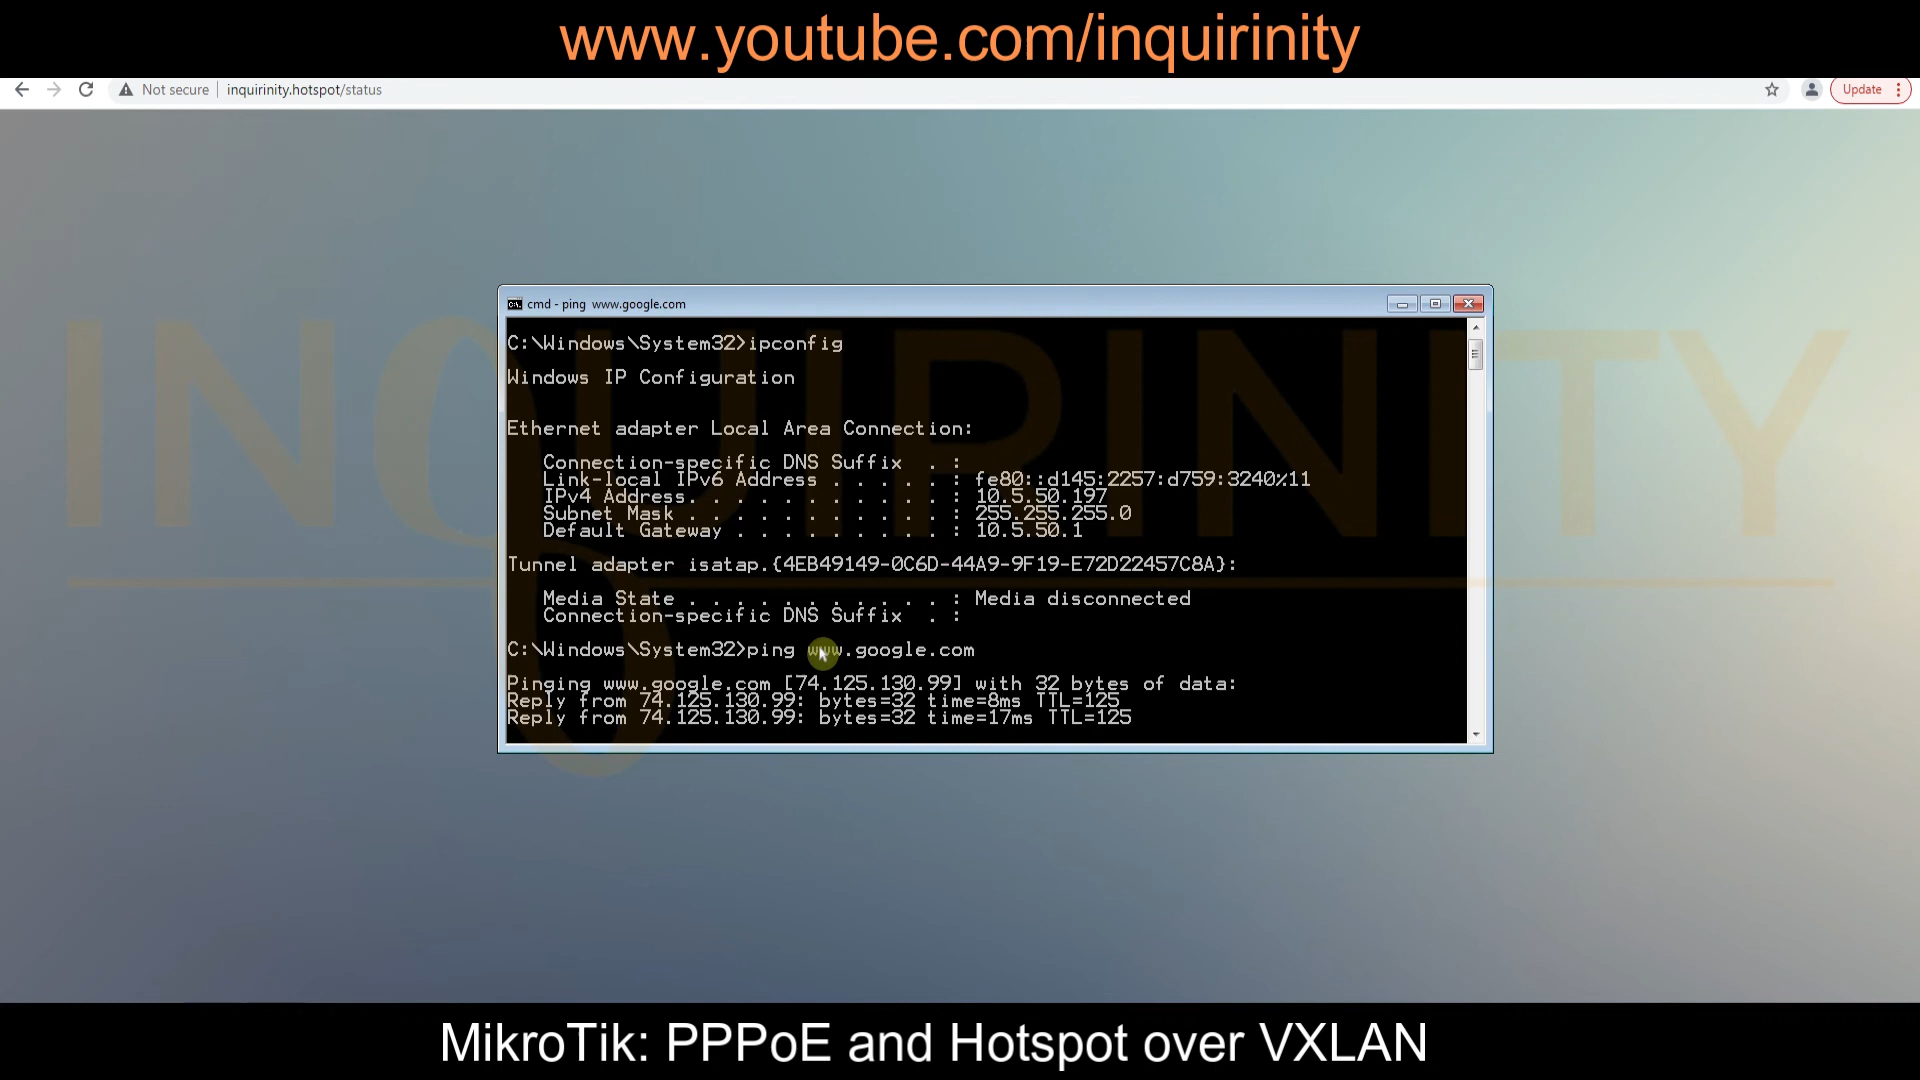 www.youtube.com/inquirinity
Not secure
inquirinity.hotspot/status
Update
INQUIRINITY
cmd - ping  www.google.com
C:\Windows\System32>ipconfig
Windows IP Configuration
Ethernet adapter Local Area Connection:
Connection-specific DNS Suffix  . :
Link-local IPv6 Address . . . . . : fe80::d145:2257:d759:3240%11
IPv4 Address. . . . . . . . . . . : 10.5.50.197
Subnet Mask . . . . . . . . . . . : 255.255.255.0
Default Gateway . . . . . . . . . : 10.5.50.1
Tunnel adapter isatap.{4EB49149-0C6D-44A9-9F19-E72D22457C8A}:
Media State . . . . . . . . . . . : Media disconnected
Connection-specific DNS Suffix  . :
C:\Windows\System32>ping www.google.com
Pinging www.google.com [74.125.130.99] with 32 bytes of data:
Reply from 74.125.130.99: bytes=32 time=8ms TTL=125
Reply from 74.125.130.99: bytes=32 time=17ms TTL=125
MikroTik: PPPoE and Hotspot over VXLAN